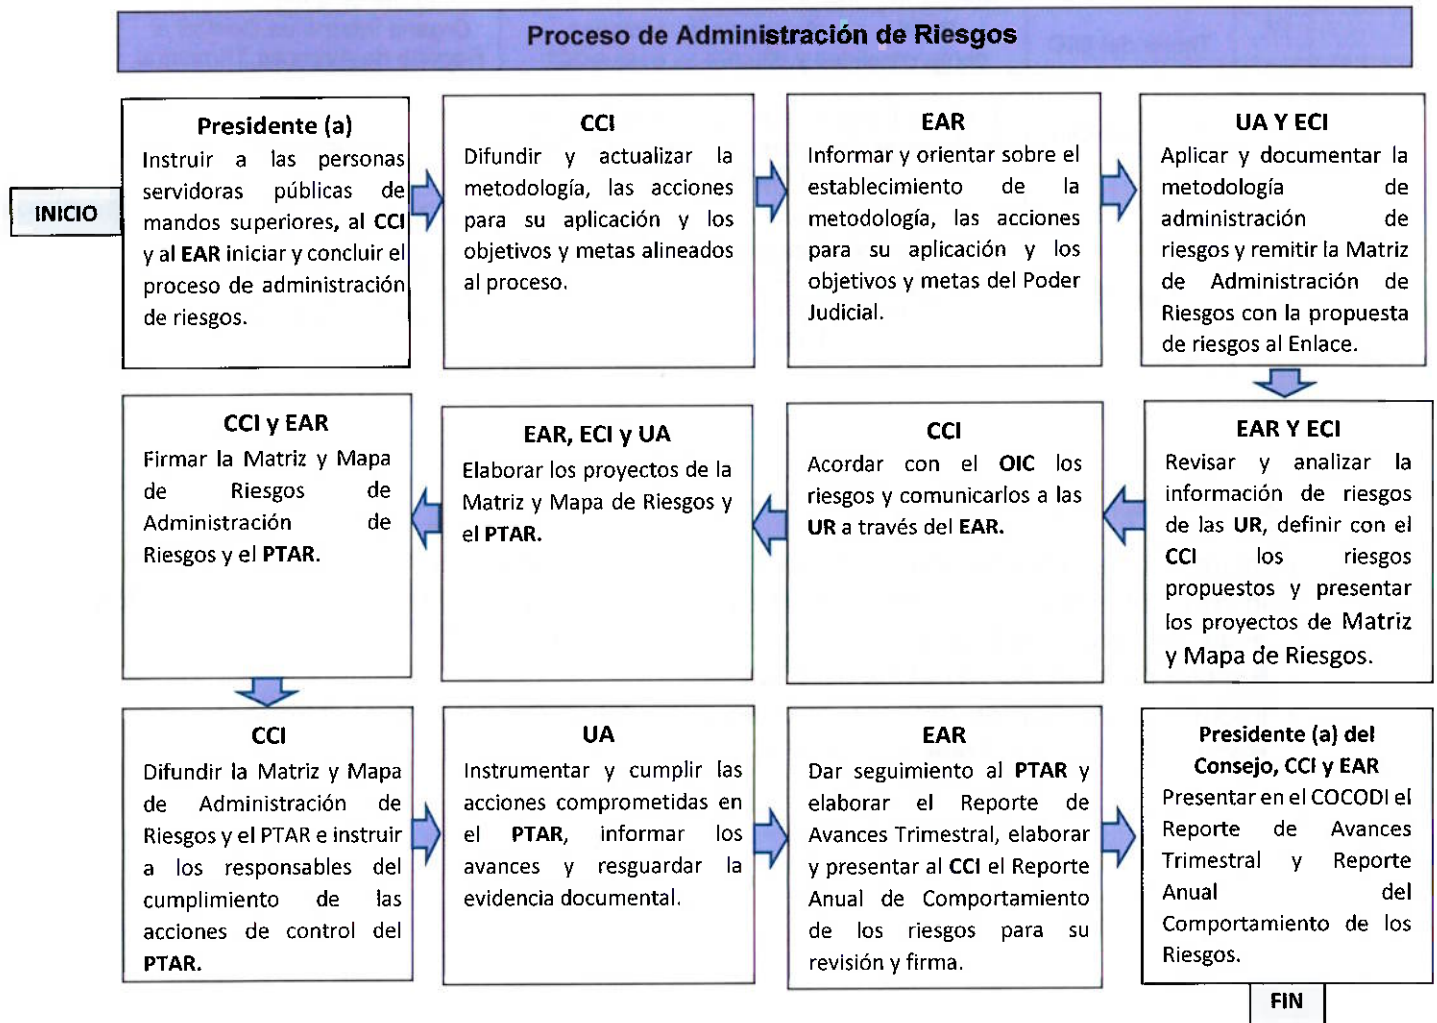 Proceso de Administración de Riesgos
INICIO
Presidente (a)
Instruir a las personas
servidoras públicas de
mandos superiores, al CCI
y al EAR iniciar y concluir el
proceso de administración
de riesgos.
CCI
Difundir y actualizar la
metodología, las acciones
para su aplicación y los
objetivos y metas alineados
al proceso.
EAR
Informar y orientar sobre el
establecimiento de la
metodología, las acciones
para su aplicación y los
objetivos y metas del Poder
Judicial.
UA Y ECI
Aplicar y documentar la
metodología de
administración de
riesgos y remitir la Matriz
de Administración de
Riesgos con la propuesta
de riesgos al Enlace.
EAR Y ECI
Revisar y analizar la
información de riesgos
de las UR, definir con el
CCI los riesgos
propuestos y presentar
los proyectos de Matriz
y Mapa de Riesgos.
CCI
Acordar con el OIC los
riesgos y comunicarlos a las
UR a través del EAR.
EAR, ECI y UA
Elaborar los proyectos de la
Matriz y Mapa de Riesgos y
el PTAR.
CCI y EAR
Firmar la Matriz y Mapa
de Riesgos de
Administración de
Riesgos y el PTAR.
CCI
Difundir la Matriz y Mapa
de Administración de
Riesgos y el PTAR e instruir
a los responsables del
cumplimiento de las
acciones de control del
PTAR.
UA
Instrumentar y cumplir las
acciones comprometidas en
el PTAR, informar los
avances y resguardar la
evidencia documental.
EAR
Dar seguimiento al PTAR y
elaborar el Reporte de
Avances Trimestral, elaborar
y presentar al CCI el Reporte
Anual de Comportamiento
de los riesgos para su
revisión y firma.
Presidente (a) del
Consejo, CCI y EAR
Presentar en el COCODI el
Reporte de Avances
Trimestral y Reporte
Anual del
Comportamiento de los
Riesgos.
FIN